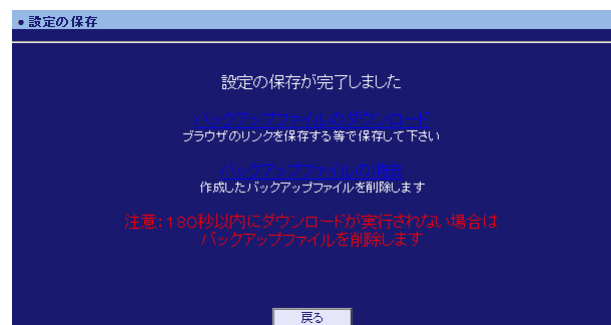 ● 設定の保存
設定の保存が完了しました
バックアップファイルのダウンロード
ブラウザのリンクを保存する等で保存して下さい
バックアップファイルの消去
作成したバックアップファイルを削除します
注意:180秒以内にダウンロードが実行されない場合は
バックアップファイルを削除します
戻る